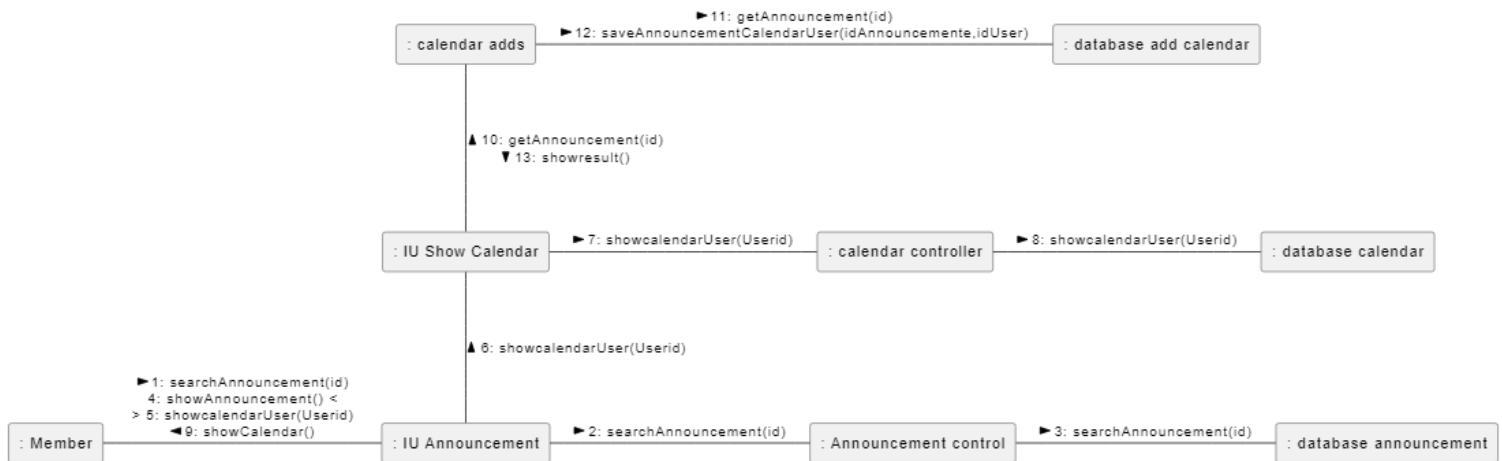 ►11: getAnnouncement(id)
►12: saveAnnouncementCalendarUser(idAnnouncemente,idUser)
: calendar adds
: database add calendar
▲ 10: getAnnouncement(id)
▼ 13: showresult()
: IU Show Calendar
►7: showcalendarUser(Userid)
: calendar controller
►8: showcalendarUser(Userid)
: database calendar
▲ 6: showcalendarUser(Userid)
►1: searchAnnouncement(id)
4: showAnnouncement() <
> 5: showcalendarUser(Userid)
◄9: showCalendar()
: Member
: IU Announcement
►2: searchAnnouncement(id)
: Announcement control
►3: searchAnnouncement(id)
: database announcement